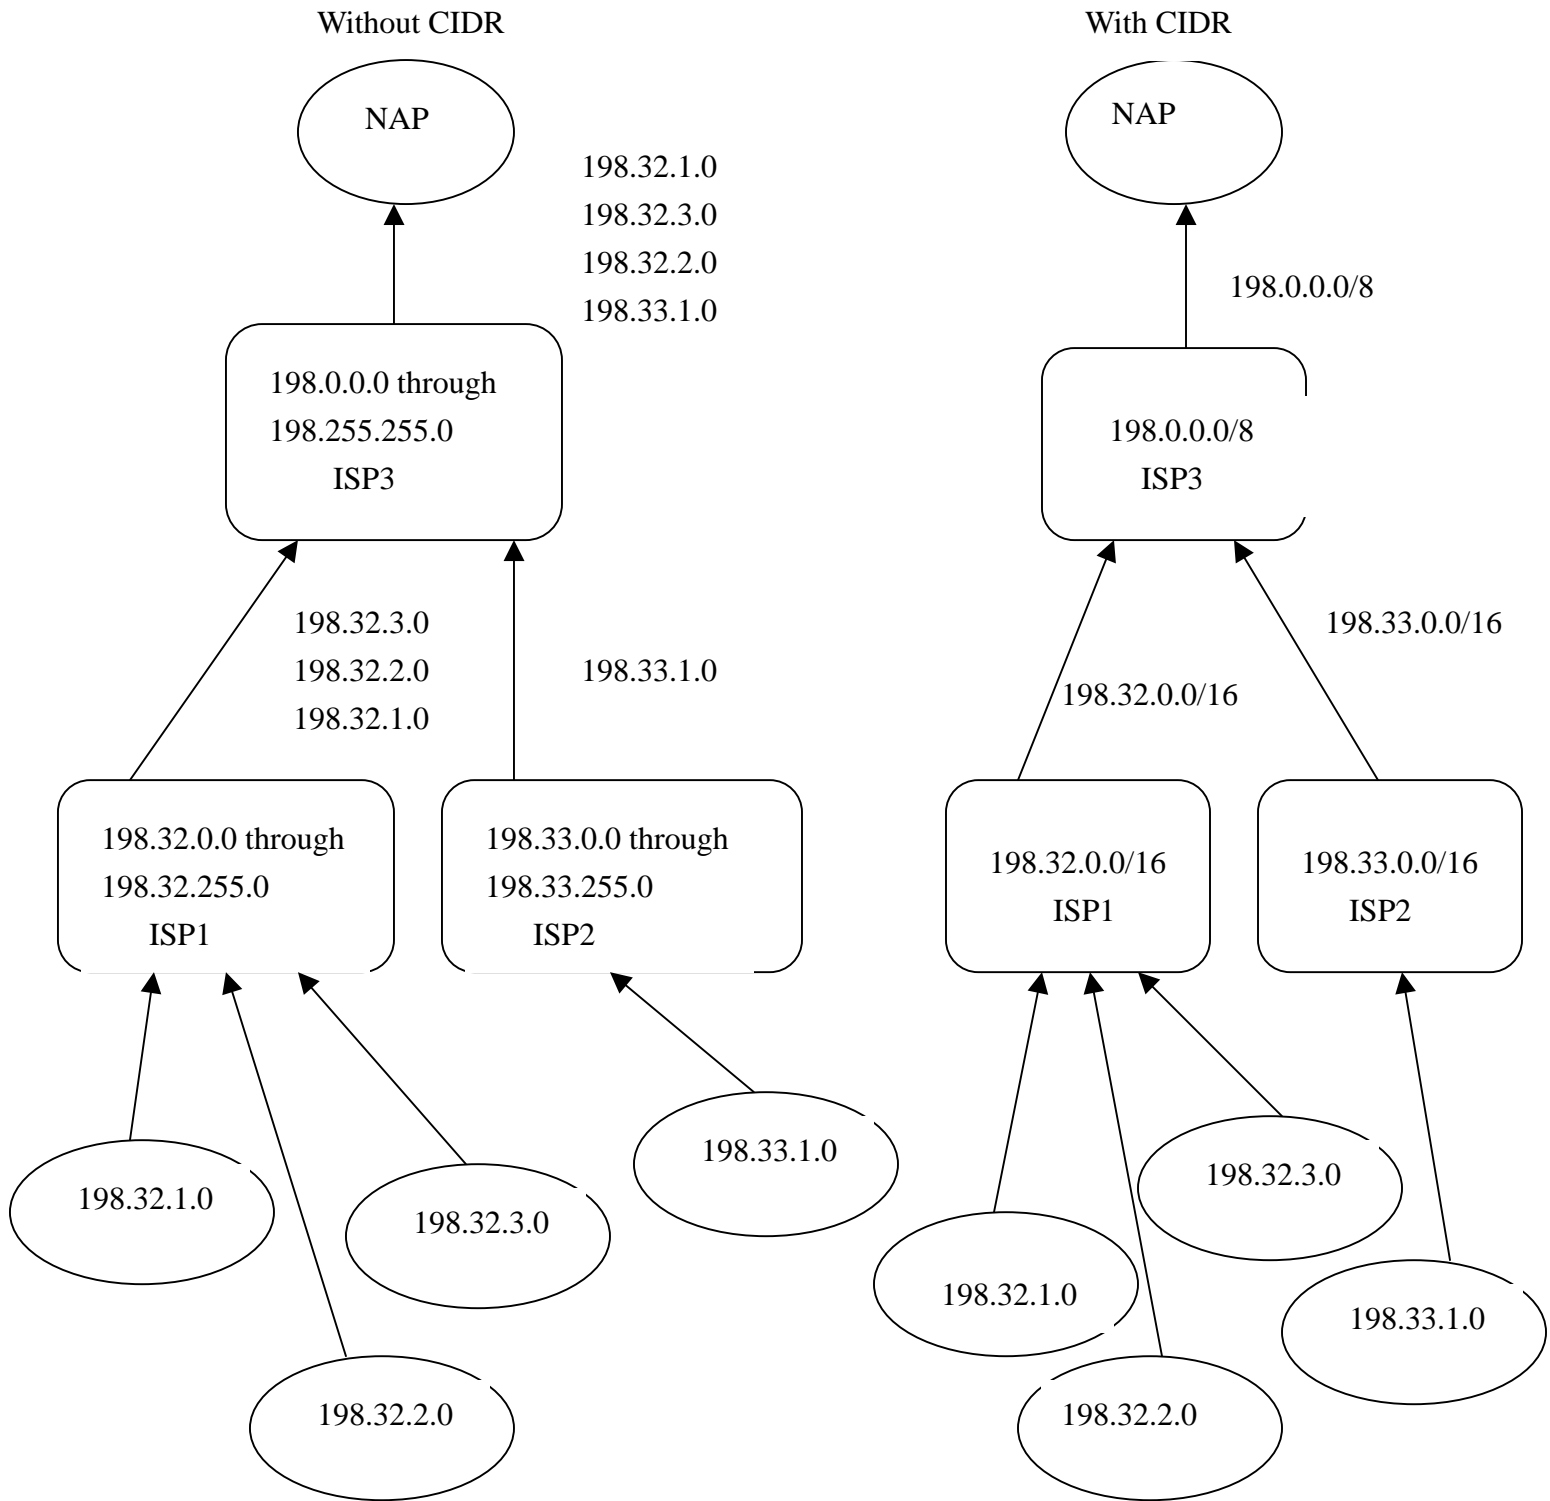 Without CIDR
NAP
198.32.1.0
198.32.3.0
198.32.2.0
198.33.1.0
198.0.0.0 through
198.255.255.0
ISP3
198.32.3.0
198.32.2.0
198.32.1.0
198.33.1.0
198.32.0.0 through
198.32.255.0
ISP1
198.33.0.0 through
198.33.255.0
ISP2
198.32.1.0
198.32.3.0
198.33.1.0
198.32.2.0
With CIDR
NAP
198.0.0.0/8
198.0.0.0/8
ISP3
198.33.0.0/16
198.32.0.0/16
198.32.0.0/16
ISP1
198.33.0.0/16
ISP2
198.32.3.0
198.32.1.0
198.33.1.0
198.32.2.0